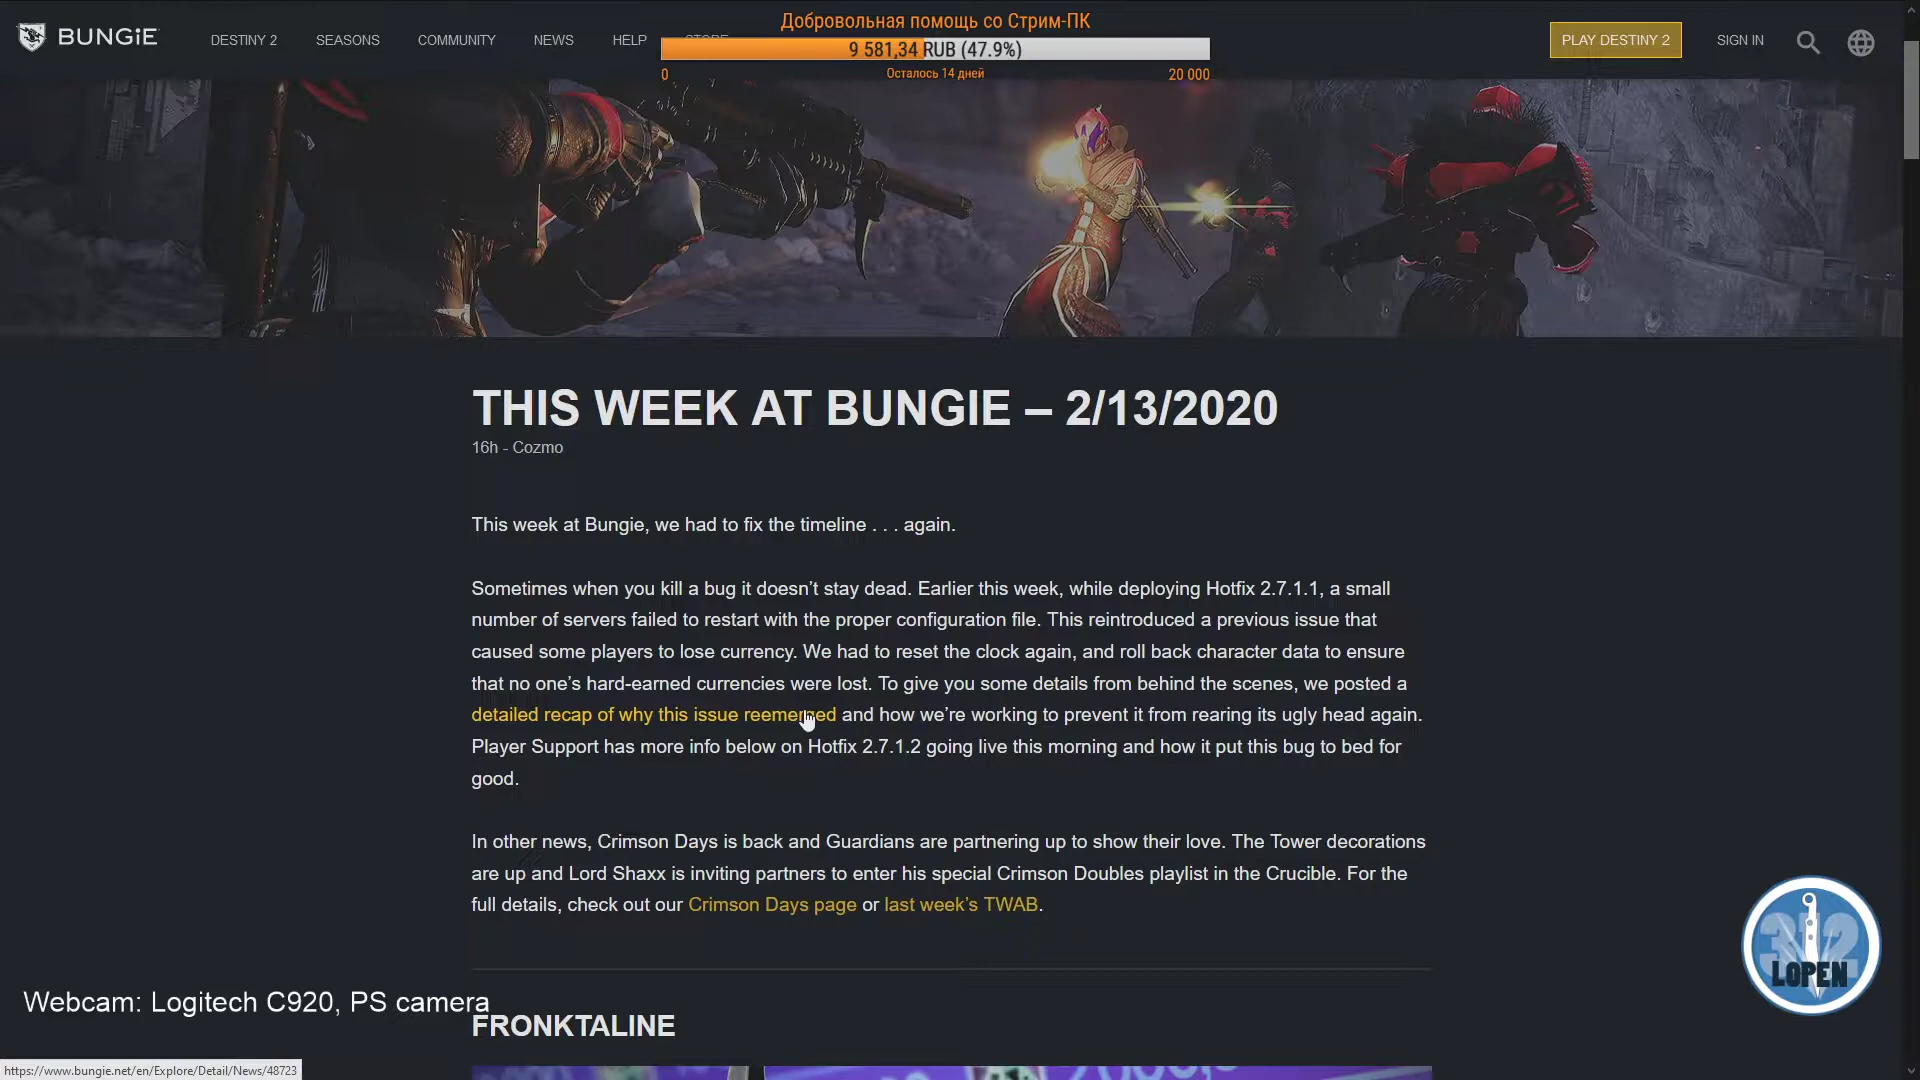 Добровольная помощь со Стрим-ПК
BUNGiE
DESTINY 2
SEASONS
COMMUNITY
NEWS
HELP
STORE
9 581,34 RUB (47.9%)
PLAY DESTINY 2
SIGN IN
0
Осталось 14 дней
20 000
THIS WEEK AT BUNGIE – 2/13/2020
16h - Cozmo
This week at Bungie, we had to fix the timeline . . . again.
Sometimes when you kill a bug it doesn’t stay dead. Earlier this week, while deploying Hotfix 2.7.1.1, a small
number of servers failed to restart with the proper configuration file. This reintroduced a previous issue that
caused some players to lose currency. We had to reset the clock again, and roll back character data to ensure
that no one’s hard-earned currencies were lost. To give you some details from behind the scenes, we posted a
detailed recap of why this issue reemerged and how we’re working to prevent it from rearing its ugly head again.
Player Support has more info below on Hotfix 2.7.1.2 going live this morning and how it put this bug to bed for
good.
In other news, Crimson Days is back and Guardians are partnering up to show their love. The Tower decorations
are up and Lord Shaxx is inviting partners to enter his special Crimson Doubles playlist in the Crucible. For the
full details, check out our Crimson Days page or last week’s TWAB.
312
LOPEN
Webcam: Logitech C920, PS camera
FRONKTALINE
https://www.bungie.net/en/Explore/Detail/News/48723